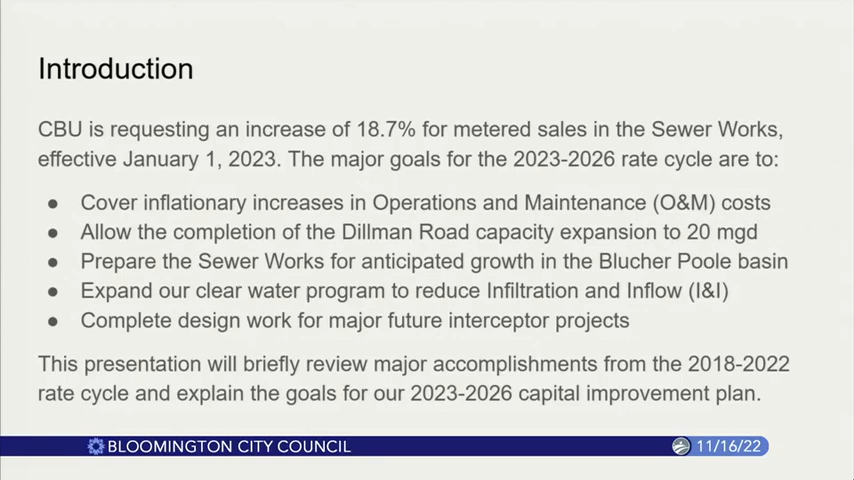 Introduction
CBU is requesting an increase of 18.7% for metered sales in the Sewer Works,
effective January 1, 2023. The major goals for the 2023-2026 rate cycle are to:
● Cover inflationary increases in Operations and Maintenance (O&M) costs
● Allow the completion of the Dillman Road capacity expansion to 20 mgd
● Prepare the Sewer Works for anticipated growth in the Blucher Poole basin
● Expand our clear water program to reduce Infiltration and Inflow (I&I)
● Complete design work for major future interceptor projects
This presentation will briefly review major accomplishments from the 2018-2022
rate cycle and explain the goals for our 2023-2026 capital improvement plan.
BLOOMINGTON CITY COUNCIL
11/16/22